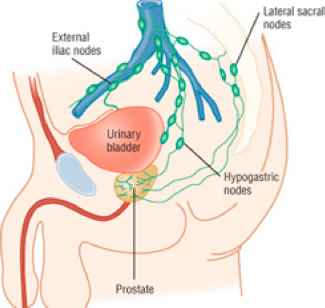 Lateral sacral
nodes
External
iliac nodes
Urinary
bladder
Hypogastric
nodes
Prostate